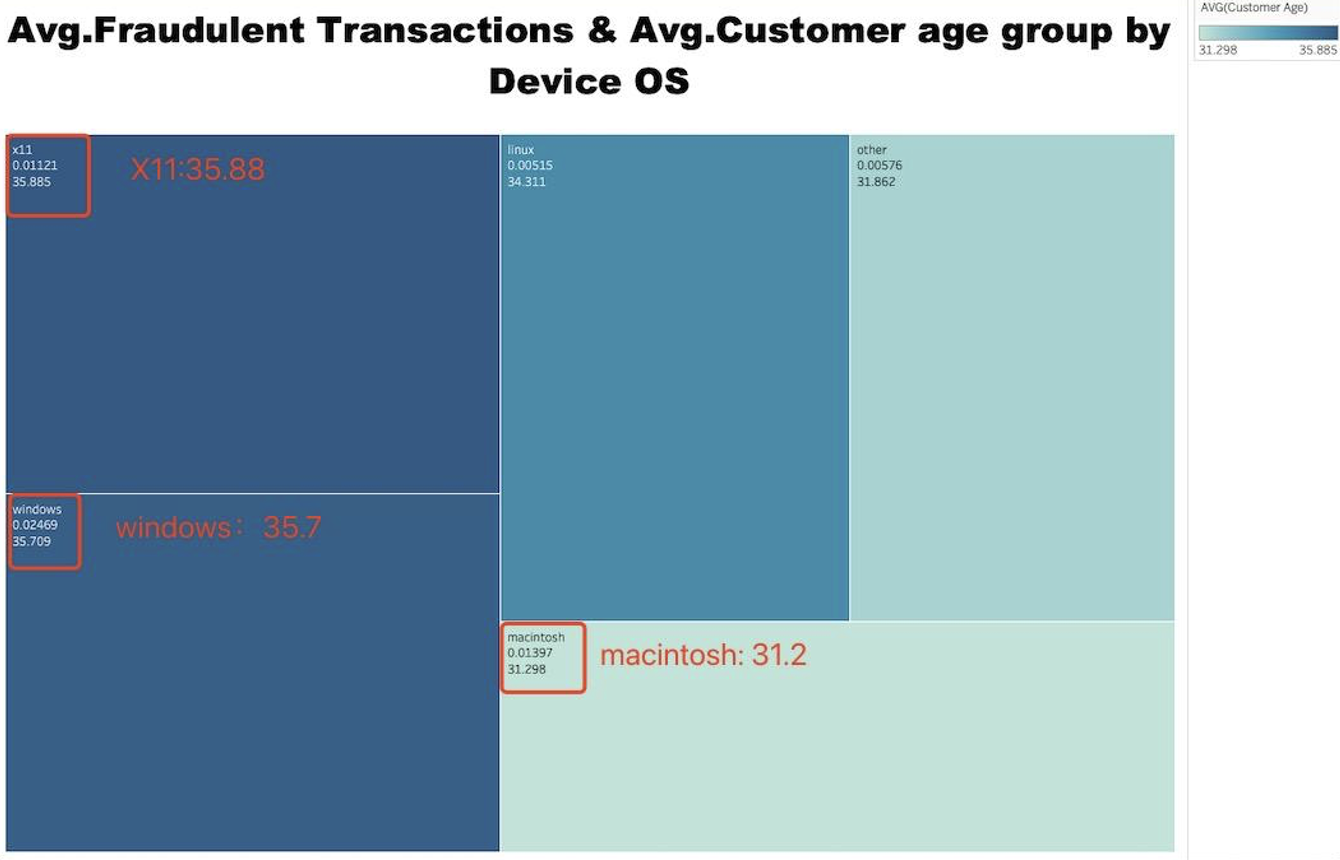 Avg.Fraudulent Transactions & Avg.Customer age group by
Device OS
AVG(Customer Age)
31.298 35.885
x11
0.01121
35.885
X11:35.88
linux
0.00515
34.311
other
0.00576
31.862
windows
0.02469
35.709
windows： 35.7
macintosh
0.01397
31.298
macintosh: 31.2